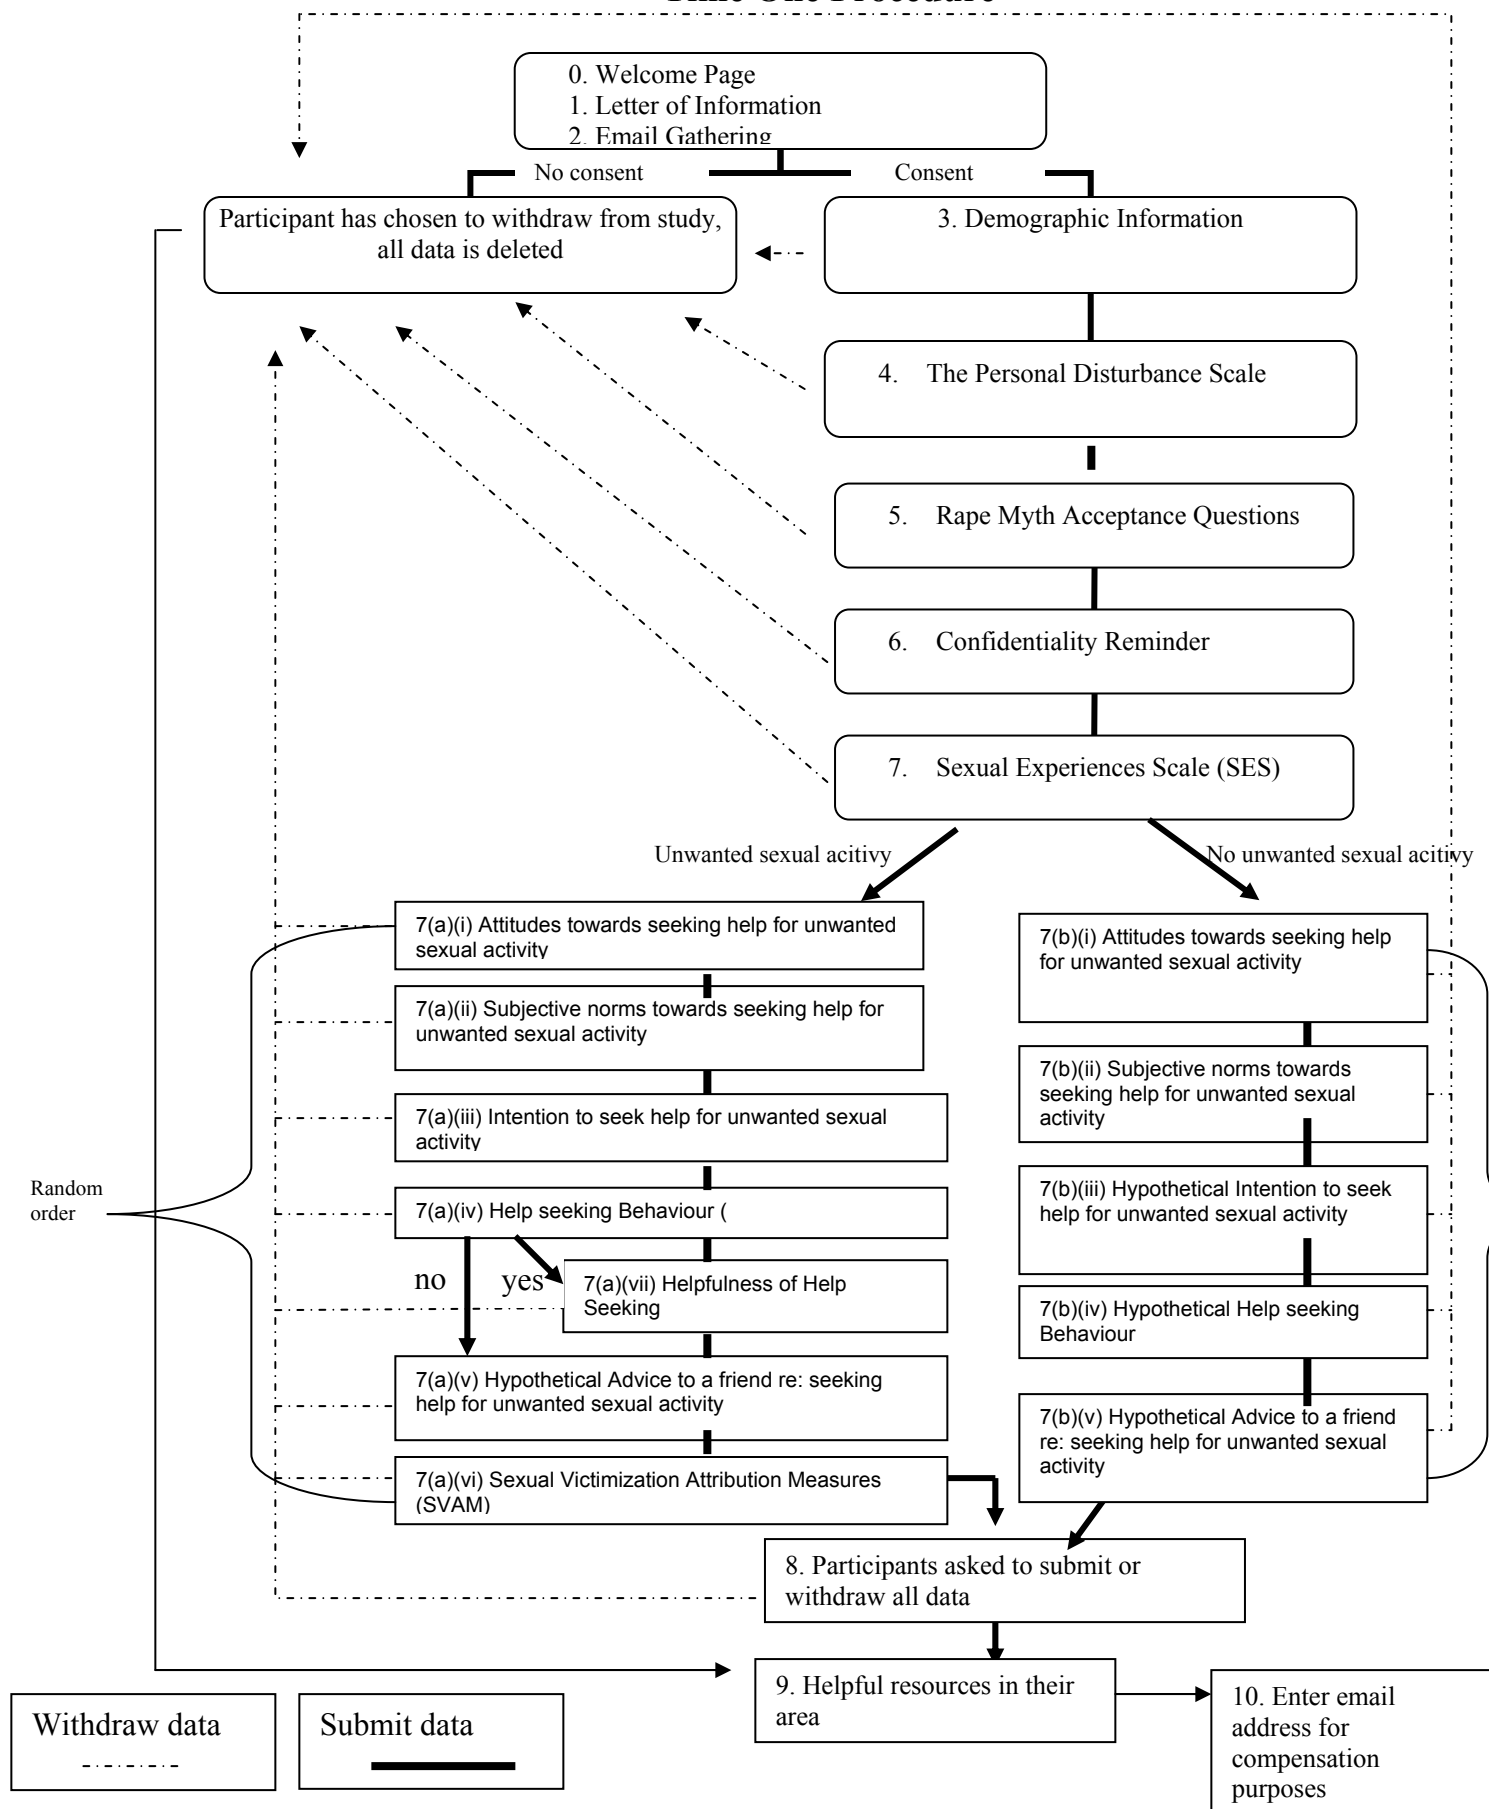 Time One Procedure
0. Welcome Page
1. Letter of Information
2. Email Gathering
No consent
Consent
Participant has chosen to withdraw from study,
all data is deleted
3. Demographic Information
4. The Personal Disturbance Scale
5. Rape Myth Acceptance Questions
6. Confidentiality Reminder
7. Sexual Experiences Scale (SES)
Unwanted sexual acitivy
No unwanted sexual acitivy
7(a)(i) Attitudes towards seeking help for unwanted
sexual activity
7(b)(i) Attitudes towards seeking help
for unwanted sexual activity
7(a)(ii) Subjective norms towards seeking help for
unwanted sexual activity
7(b)(ii) Subjective norms towards
seeking help for unwanted sexual
activity
7(a)(iii) Intention to seek help for unwanted sexual
activity
Random
order
7(a)(iv) Help seeking Behaviour (
7(b)(iii) Hypothetical Intention to seek
help for unwanted sexual activity
no
yes
7(a)(vii) Helpfulness of Help
Seeking
7(b)(iv) Hypothetical Help seeking
Behaviour
7(a)(v) Hypothetical Advice to a friend re: seeking
help for unwanted sexual activity
7(b)(v) Hypothetical Advice to a friend
re: seeking help for unwanted sexual
activity
7(a)(vi) Sexual Victimization Attribution Measures
(SVAM)
8. Participants asked to submit or
withdraw all data
9. Helpful resources in their
area
10. Enter email
address for
compensation
purposes
Withdraw data
Submit data